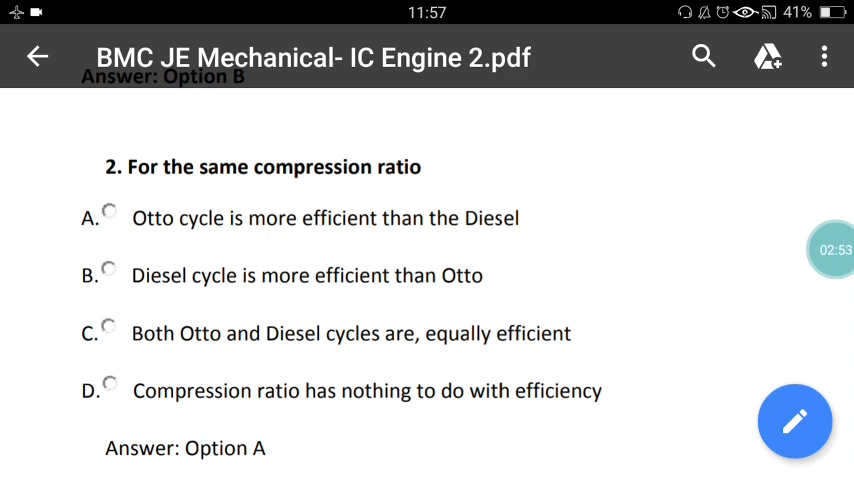 11:57
41%
BMC JE Mechanical- IC Engine 2.pdf
Answer: Option B
2. For the same compression ratio
A. Otto cycle is more efficient than the Diesel
02:53
B. Diesel cycle is more efficient than Otto
C. Both Otto and Diesel cycles are, equally efficient
D. Compression ratio has nothing to do with efficiency
Answer: Option A